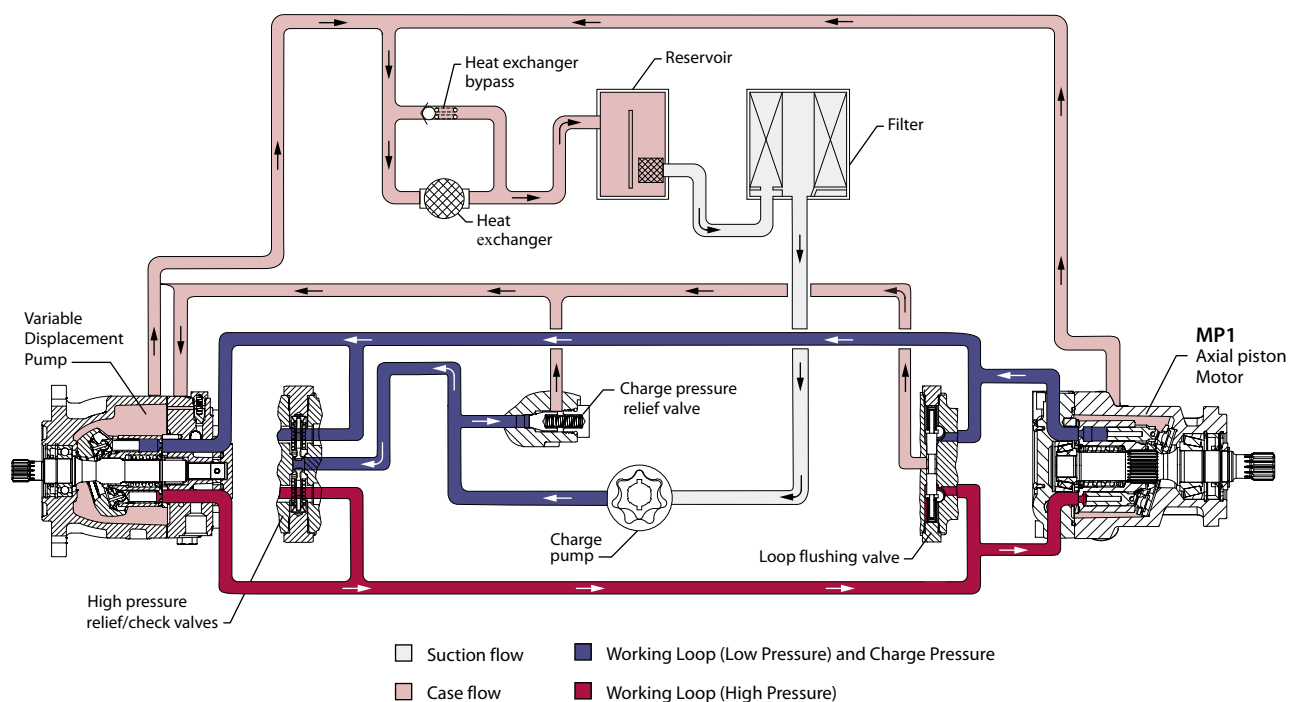 Heat exchanger
bypass
Reservoir
Filter
Heat
exchanger
Variable
Displacement
Pump
MP1
Axial piston
Motor
Charge pressure
relief valve
Charge
pump
Loop flushing valve
High pressure
relief/check valves
Suction flow
Working Loop (Low Pressure) and Charge Pressure
Case flow
Working Loop (High Pressure)